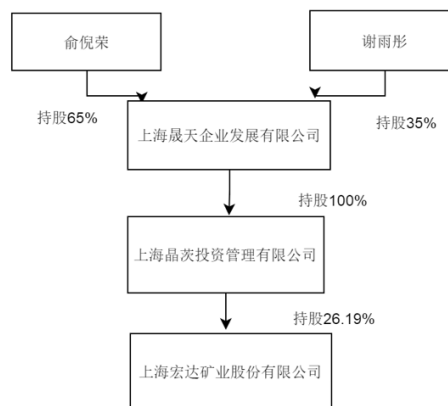 俞倪荣
谢雨彤
持股65%
持股35%
上海晟天企业发展有限公司
持股100%
上海晶茨投资管理有限公司
持股26.19%
上海宏达矿业股份有限公司